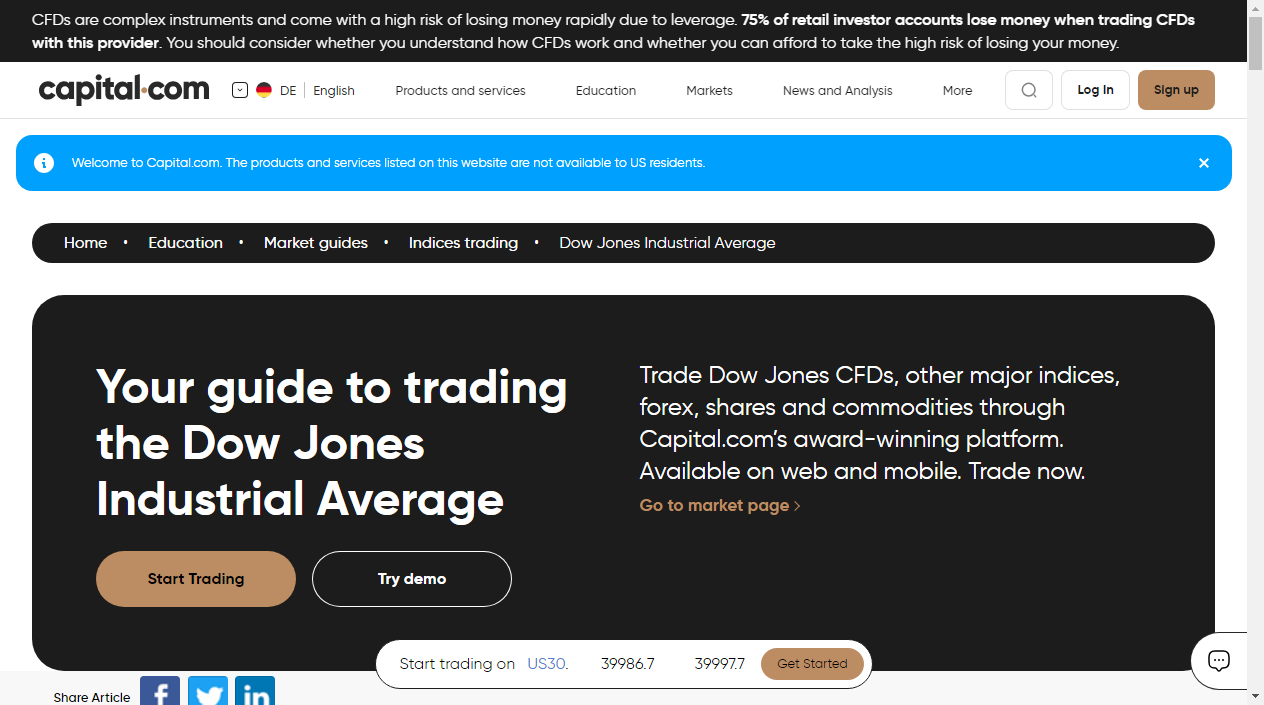 CFDs are complex instruments and come with a high risk of losing money rapidly due to leverage. 75% of retail investor accounts lose money when trading CFDs
with this provider. You should consider whether you understand how CFDs work and whether you can afford to take the high risk of losing your money.
capital.com DE English Products and services Education Markets News and Analysis More Log In Sign up
Welcome to Capital.com. The products and services listed on this website are not available to US residents.
Home • Education • Market guides • Indices trading • Dow Jones Industrial Average
Your guide to trading
the Dow Jones
Industrial Average
Trade Dow Jones CFDs, other major indices,
forex, shares and commodities through
Capital.com's award-winning platform.
Available on web and mobile. Trade now.
Go to market page
Start Trading Try demo
Start trading on US30. 39986.7 39997.7 Get Started
Share Article